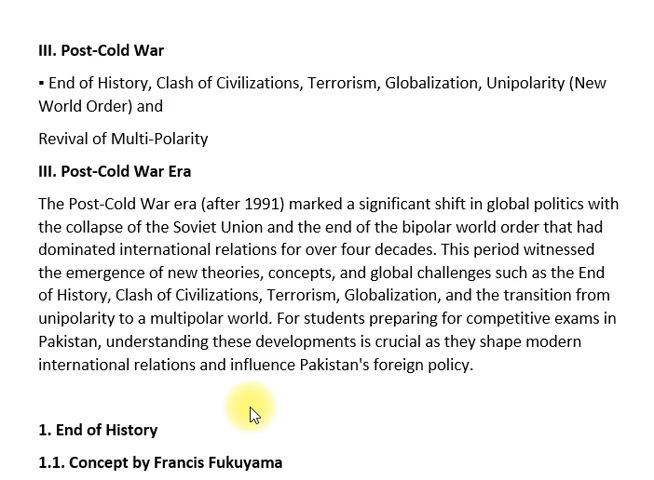 III. Post-Cold War
▪ End of History, Clash of Civilizations, Terrorism, Globalization, Unipolarity (New
World Order) and
Revival of Multi-Polarity
III. Post-Cold War Era
The Post-Cold War era (after 1991) marked a significant shift in global politics with
the collapse of the Soviet Union and the end of the bipolar world order that had
dominated international relations for over four decades. This period witnessed
the emergence of new theories, concepts, and global challenges such as the End
of History, Clash of Civilizations, Terrorism, Globalization, and the transition from
unipolarity to a multipolar world. For students preparing for competitive exams in
Pakistan, understanding these developments is crucial as they shape modern
international relations and influence Pakistan's foreign policy.
1. End of History
1.1. Concept by Francis Fukuyama